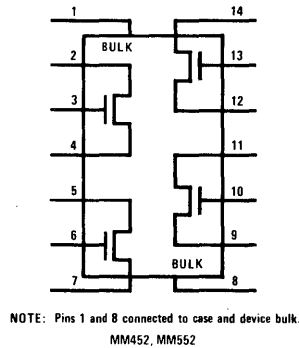 1 14
BULK
2 13
3 12
4 11
5 10
6 9
BULK
7 8
NOTE: Pins 1 and 8 connected to case and device bulk.
MM452, MM552